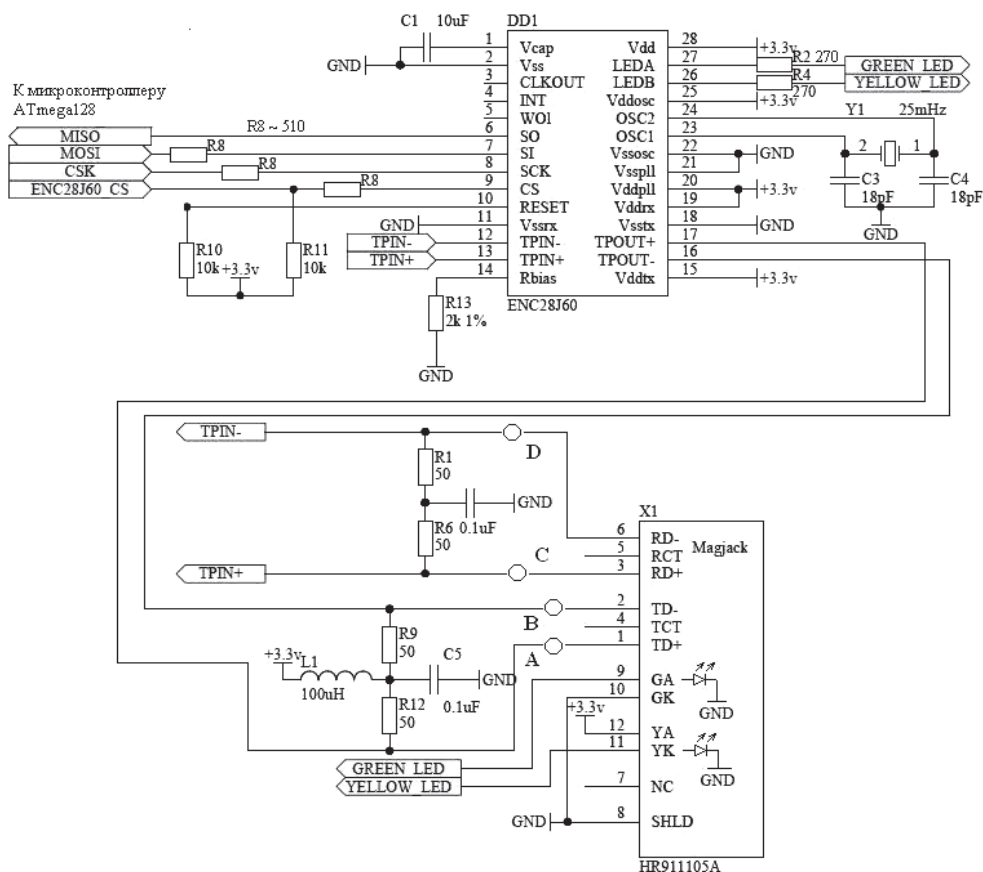 C1 10uF
DD1
GND
К микроконтроллеру
ATmega128
MISO
R8 ~ 510
MOSI
R8
CSK
R8
ENC28J60_CS
R8
R10
10k
+3.3v
R11
10k
GND
TPIN-
TPIN+
R13
2k 1%
GND
1 Vcap
2 Vss
3 CLKOUT
4 INT
5 WOl
6 SO
7 SI
8 SCK
9 CS
10 RESET
11 Vssrx
12 TPIN-
13 TPIN+
14 Rbias
Vdd 28
LEDA 27
LEDB 26
Vddosc 25
OSC2 24
OSC1 23
Vssosc 22
Vsspll 21
Vddpll 20
Vddrx 19
Vsstx 18
TPOUT+ 17
TPOUT- 16
Vddtx 15
ENC28J60
+3.3v
R2 270
GREEN_LED
R4
270
YELLOW_LED
+3.3v
Y1 25mHz
2 1
GND
C3
18pF
C4
18pF
GND
+3.3v
GND
+3.3v
TPIN-
D
R1
50
GND
R6
50
0.1uF
TPIN+
C
B
A
R9
50
+3.3v
L1
100uH
C5
GND
0.1uF
R12
50
GREEN_LED
YELLOW_LED
+3.3v
GND
X1
Magjack
6 RD-
5 RCT
3 RD+
2 TD-
4 TCT
1 TD+
9 GA
10 GK
GND
12 YA
11 YK
GND
7 NC
8 SHLD
HR911105A